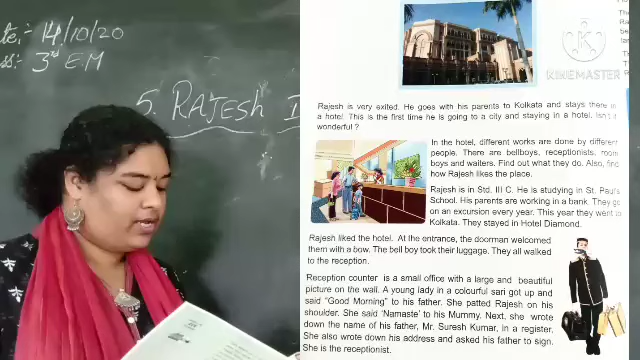 te:- 14/10/20
ss:- 3rd E.M
5. RAJESH I
KINEMASTER
Rajesh is very exited. He goes with his parents to Kolkata and stays there in
a hotel. This is the first time he is going to a city and staying in a hotel. Isn't it
wonderful ?
In the hotel, different works are done by different
people. There are bellboys, receptionists, room
boys and waiters. Find out what they do. Also, find
how Rajesh likes the place.
Rajesh is in Std. III C. He is studying in St. Paul's
School. His parents are working in a bank. They go
on an excursion every year. This year they went to
Kolkata. They stayed in Hotel Diamond.
Rajesh liked the hotel. At the entrance, the doorman welcomed
them with a bow. The bell boy took their luggage. They all walked
to the reception.
Reception counter is a small office with a large and beautiful
picture on the wall. A young lady in a colourful sari got up and
said "Good Morning" to his father. She patted Rajesh on his
shoulder. She said 'Namaste' to his Mummy. Next, she wrote
down the name of his father, Mr. Suresh Kumar, in a register.
She also wrote down his address and asked his father to sign.
She is the receptionist.